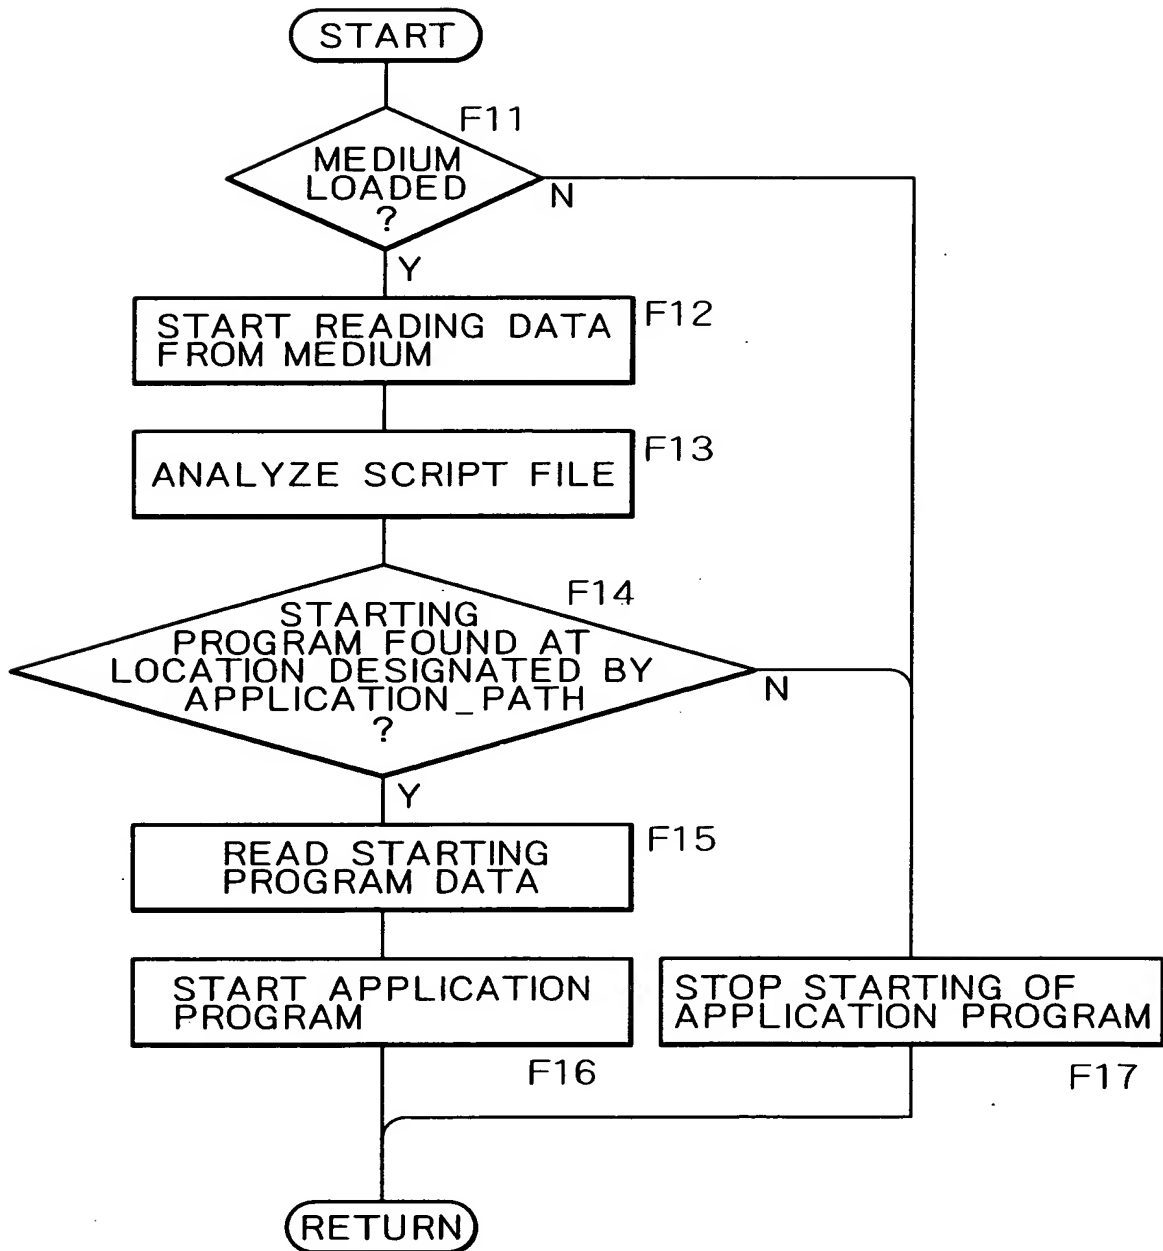 START
F11
MEDIUM
LOADED
?
N
Y
START READING DATA
FROM MEDIUM
F12
ANALYZE SCRIPT FILE
F13
F14
STARTING
PROGRAM FOUND AT
LOCATION DESIGNATED BY
APPLICATION_PATH
?
N
Y
READ STARTING
PROGRAM DATA
F15
START APPLICATION
PROGRAM
F16
STOP STARTING OF
APPLICATION PROGRAM
F17
RETURN